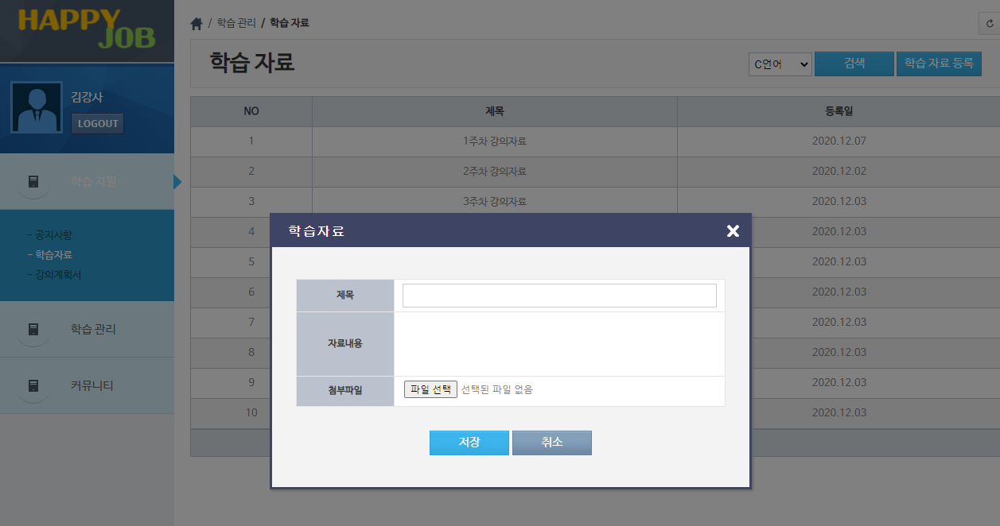 HAPPY
JOB
김강사
LOGOUT
학습 지원
- 공지사항
- 학습자료
- 강의계획서
학습 관리
커뮤니티
/ 학습 관리 / 학습 자료
학습 자료
C언어 검색 학습 자료 등록
NO 제목 등록일
1 1주차 강의자료 2020.12.07
2 2주차 강의자료 2020.12.02
3 3주차 강의자료 2020.12.03
4 2020.12.03
5 2020.12.03
6 2020.12.03
7 2020.12.03
8 2020.12.03
9 2020.12.03
10 2020.12.03
학습자료
제목
자료내용
첨부파일 파일 선택 선택된 파일 없음
저장 취소